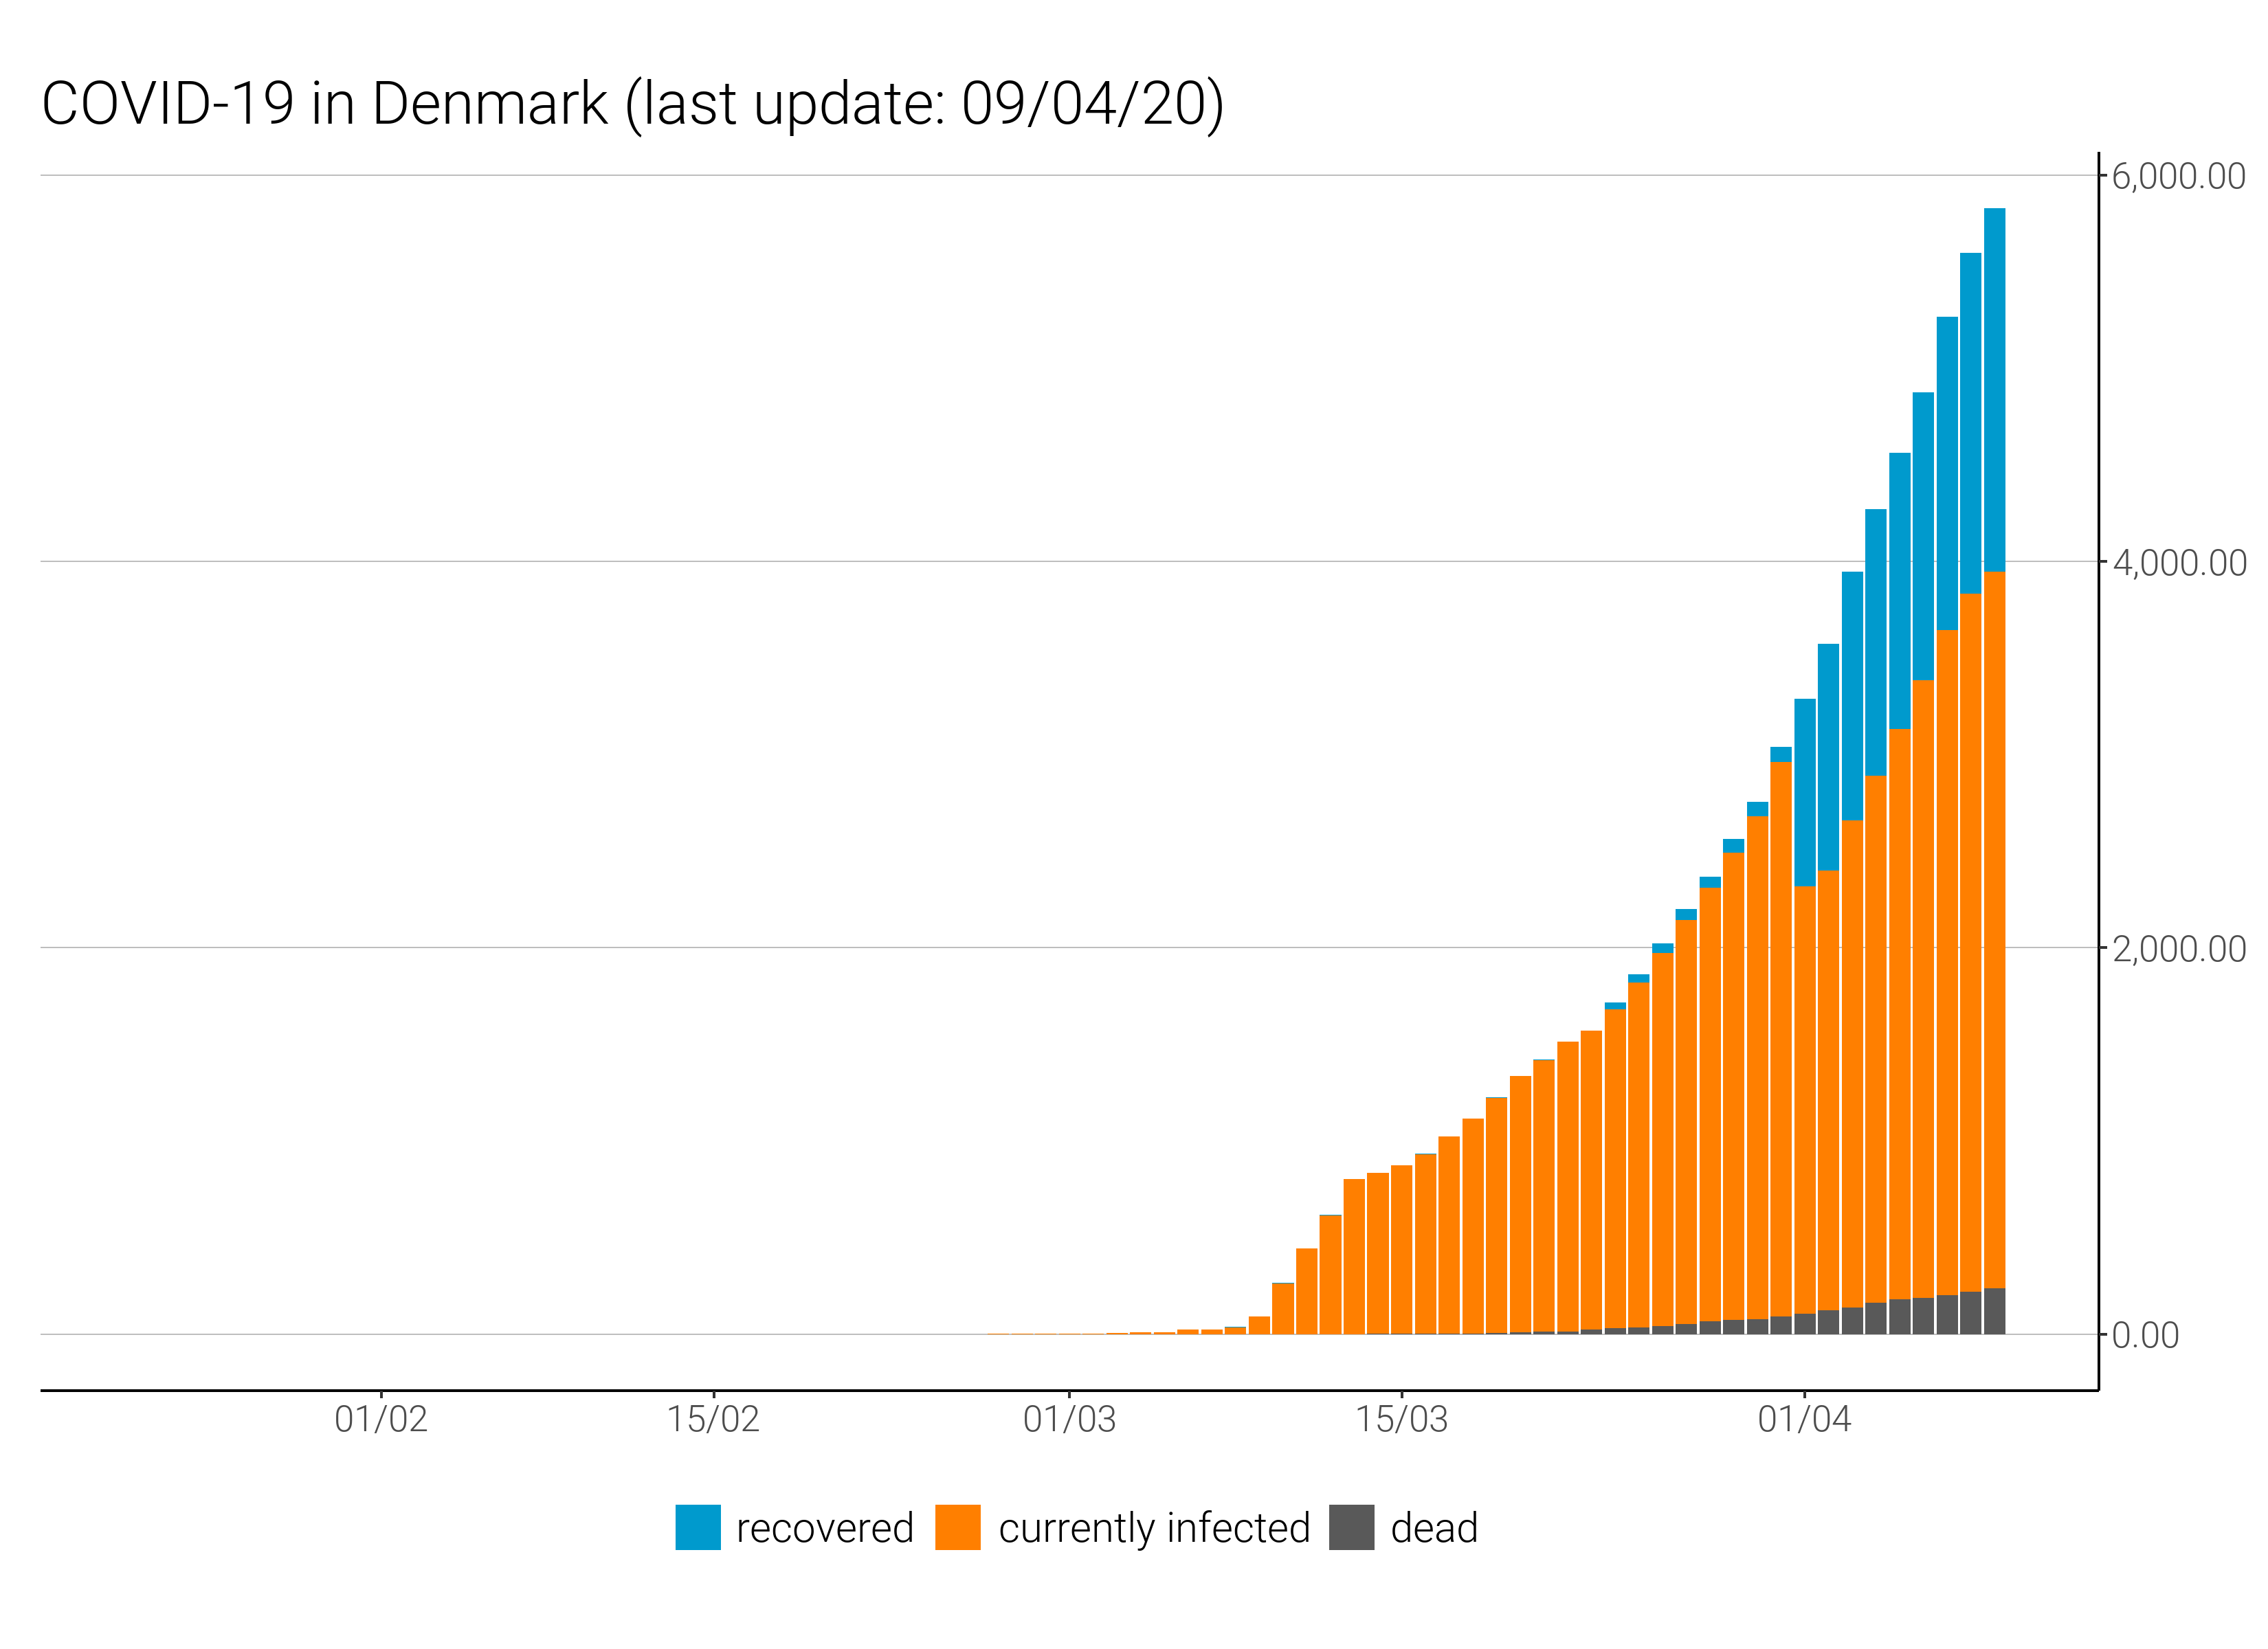 COVID-19 in Denmark (last update: 09/04/20)
6,000.00
4,000.00
2,000.00
0.00
01/02 15/02 01/03 15/03 01/04
recovered currently infected dead